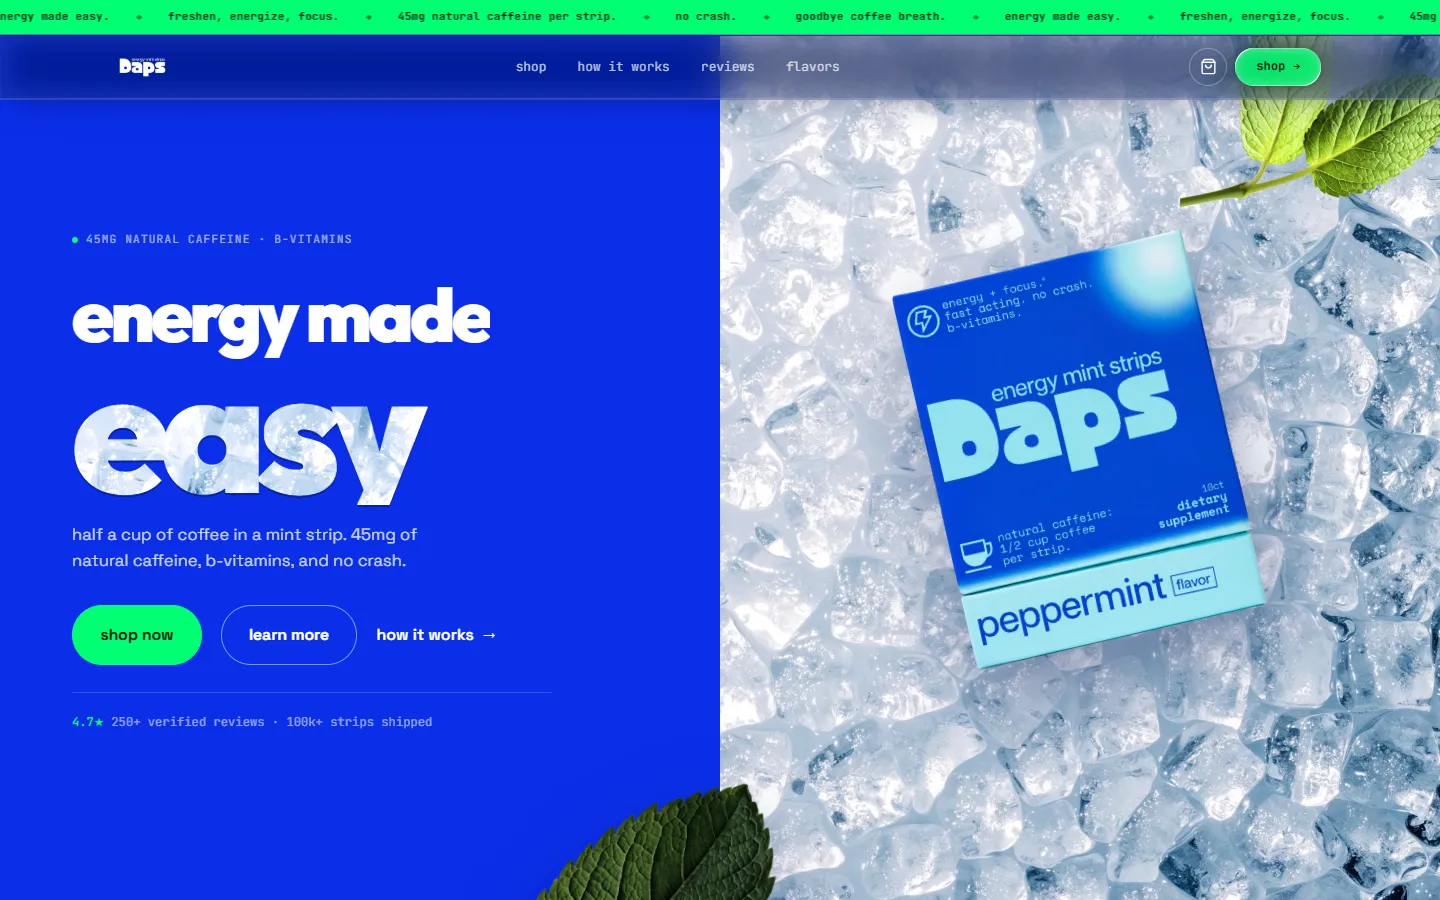 nergy made easy. ◆ freshen, energize, focus. ◆ 45mg natural caffeine per strip. ◆ no crash. ◆ goodbye coffee breath. ◆ energy made easy. ◆ freshen, energize, focus. ◆ 45mg
energy mint strips
Daps
shop how it works reviews flavors
shop →
45MG NATURAL CAFFEINE · B-VITAMINS
energy made
easy
half a cup of coffee in a mint strip. 45mg of
natural caffeine, b-vitamins, and no crash.
shop now learn more how it works →
4.7★ 250+ verified reviews · 100k+ strips shipped
energy + focus.*
fast acting. no crash.
b-vitamins.
energy mint strips
Daps
10ct
dietary
supplement
natural caffeine:
1/2 cup coffee
per strip.
peppermint flavor